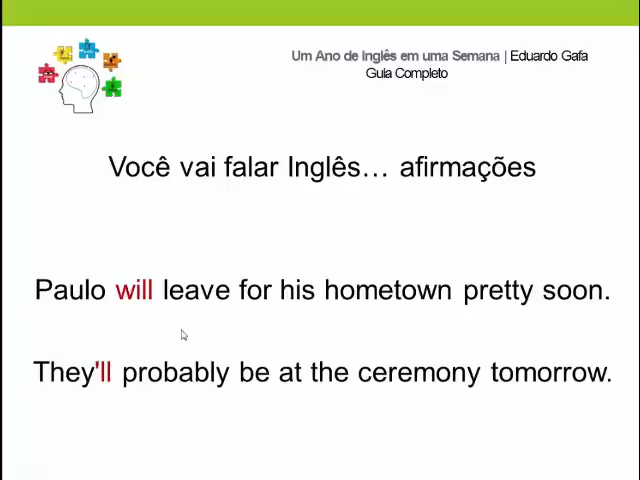 Um Ano de Inglês em uma Semana | Eduardo Gafa
Guia Completo
Você vai falar Inglês… afirmações
Paulo will leave for his hometown pretty soon.
They'll probably be at the ceremony tomorrow.